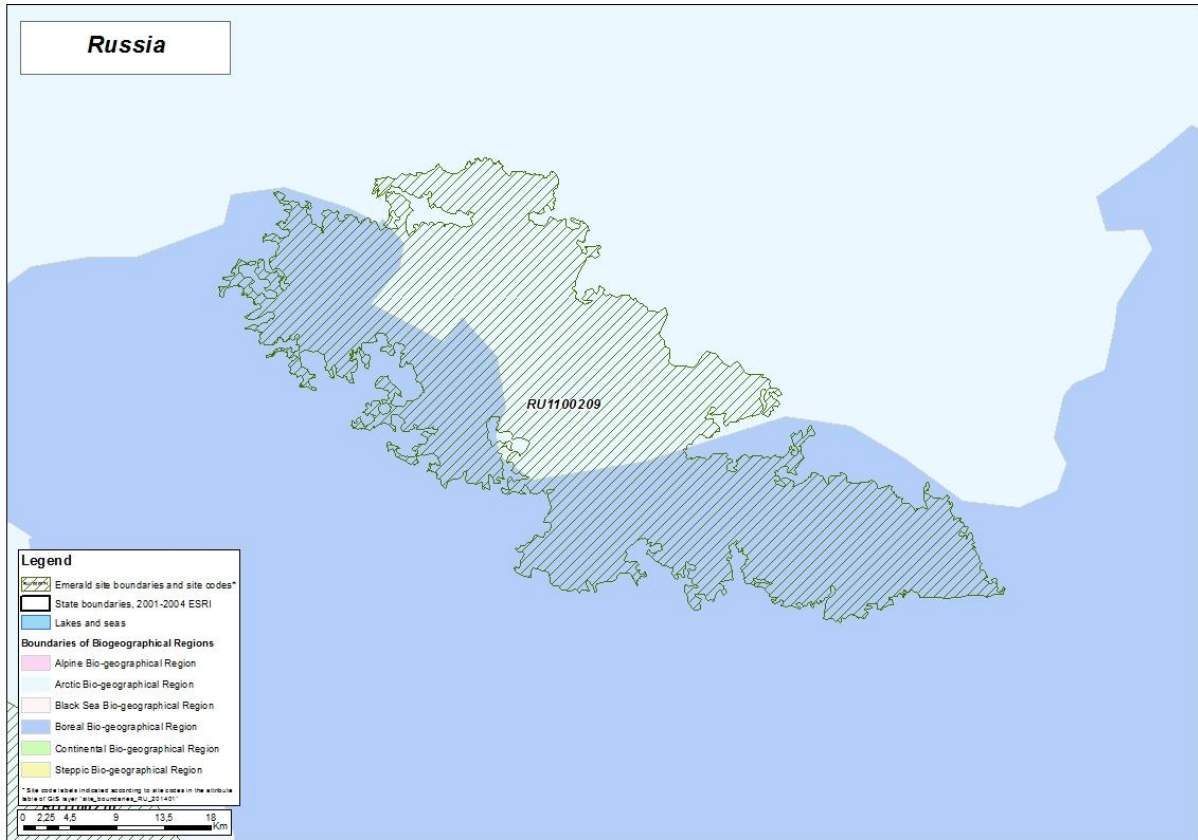 Russia
RU1100209
Legend
Emerald site boundaries and site codes*
State boundaries, 2001-2004 ESRI
Lakes and seas
Boundaries of Biogeographical Regions
Alpine Bio-geographical Region
Arctic Bio-geographical Region
Black Sea Bio-geographical Region
Boreal Bio-geographical Region
Continental Bio-geographical Region
Steppic Bio-geographical Region
* Site code labels indicated according to site codes in the attribute
table of GIS layer "site_boundaries_RU_201401"
0 2,25 4,5 9 13,5 18
Km